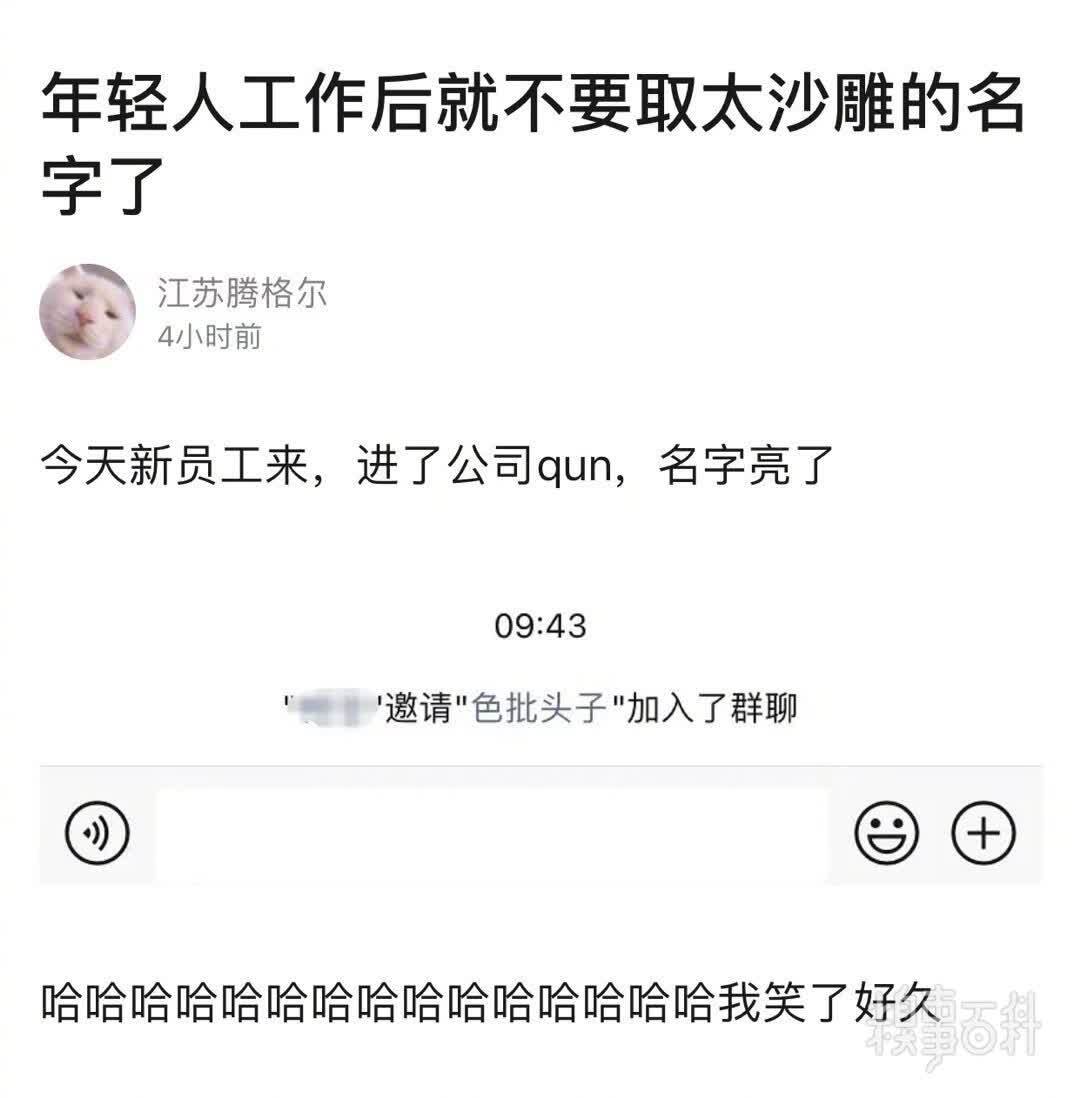 年轻人工作后就不要取太沙雕的名
字了
江苏腾格尔
4小时前
今天新员工来，进了公司qun，名字亮了
09:43
"邀请"色批头子"加入了群聊
哈哈哈哈哈哈哈哈哈哈哈哈哈哈哈我笑了好久
糗事百科